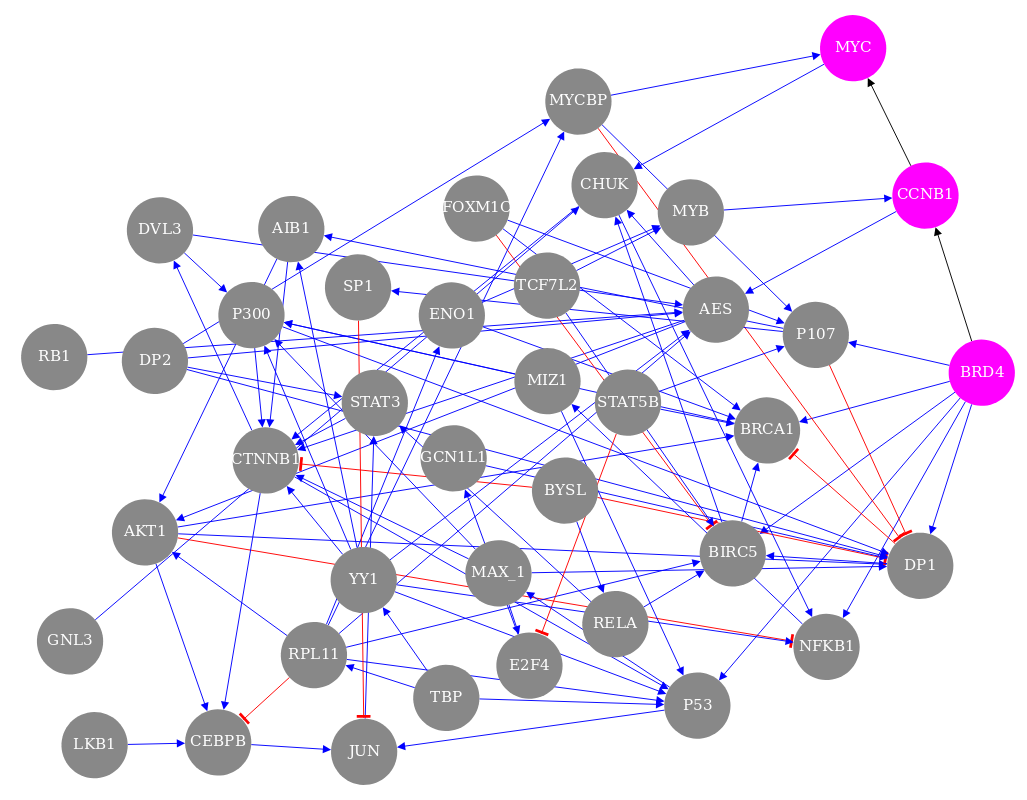 MYC
MYCBP
CHUK
CCNB1
FOXM1C
MYB
DVL3
AIB1
SP1
TCF7L2
P300
ENO1
AES
P107
RB1
DP2
BRD4
MIZ1
STAT3
STAT5B
BRCA1
CTNNB1
GCN1L1
BYSL
AKT1
BIRC5
DP1
YY1
MAX_1
RELA
GNL3
RPL11
NFKB1
E2F4
TBP
P53
LKB1
CEBPB
JUN